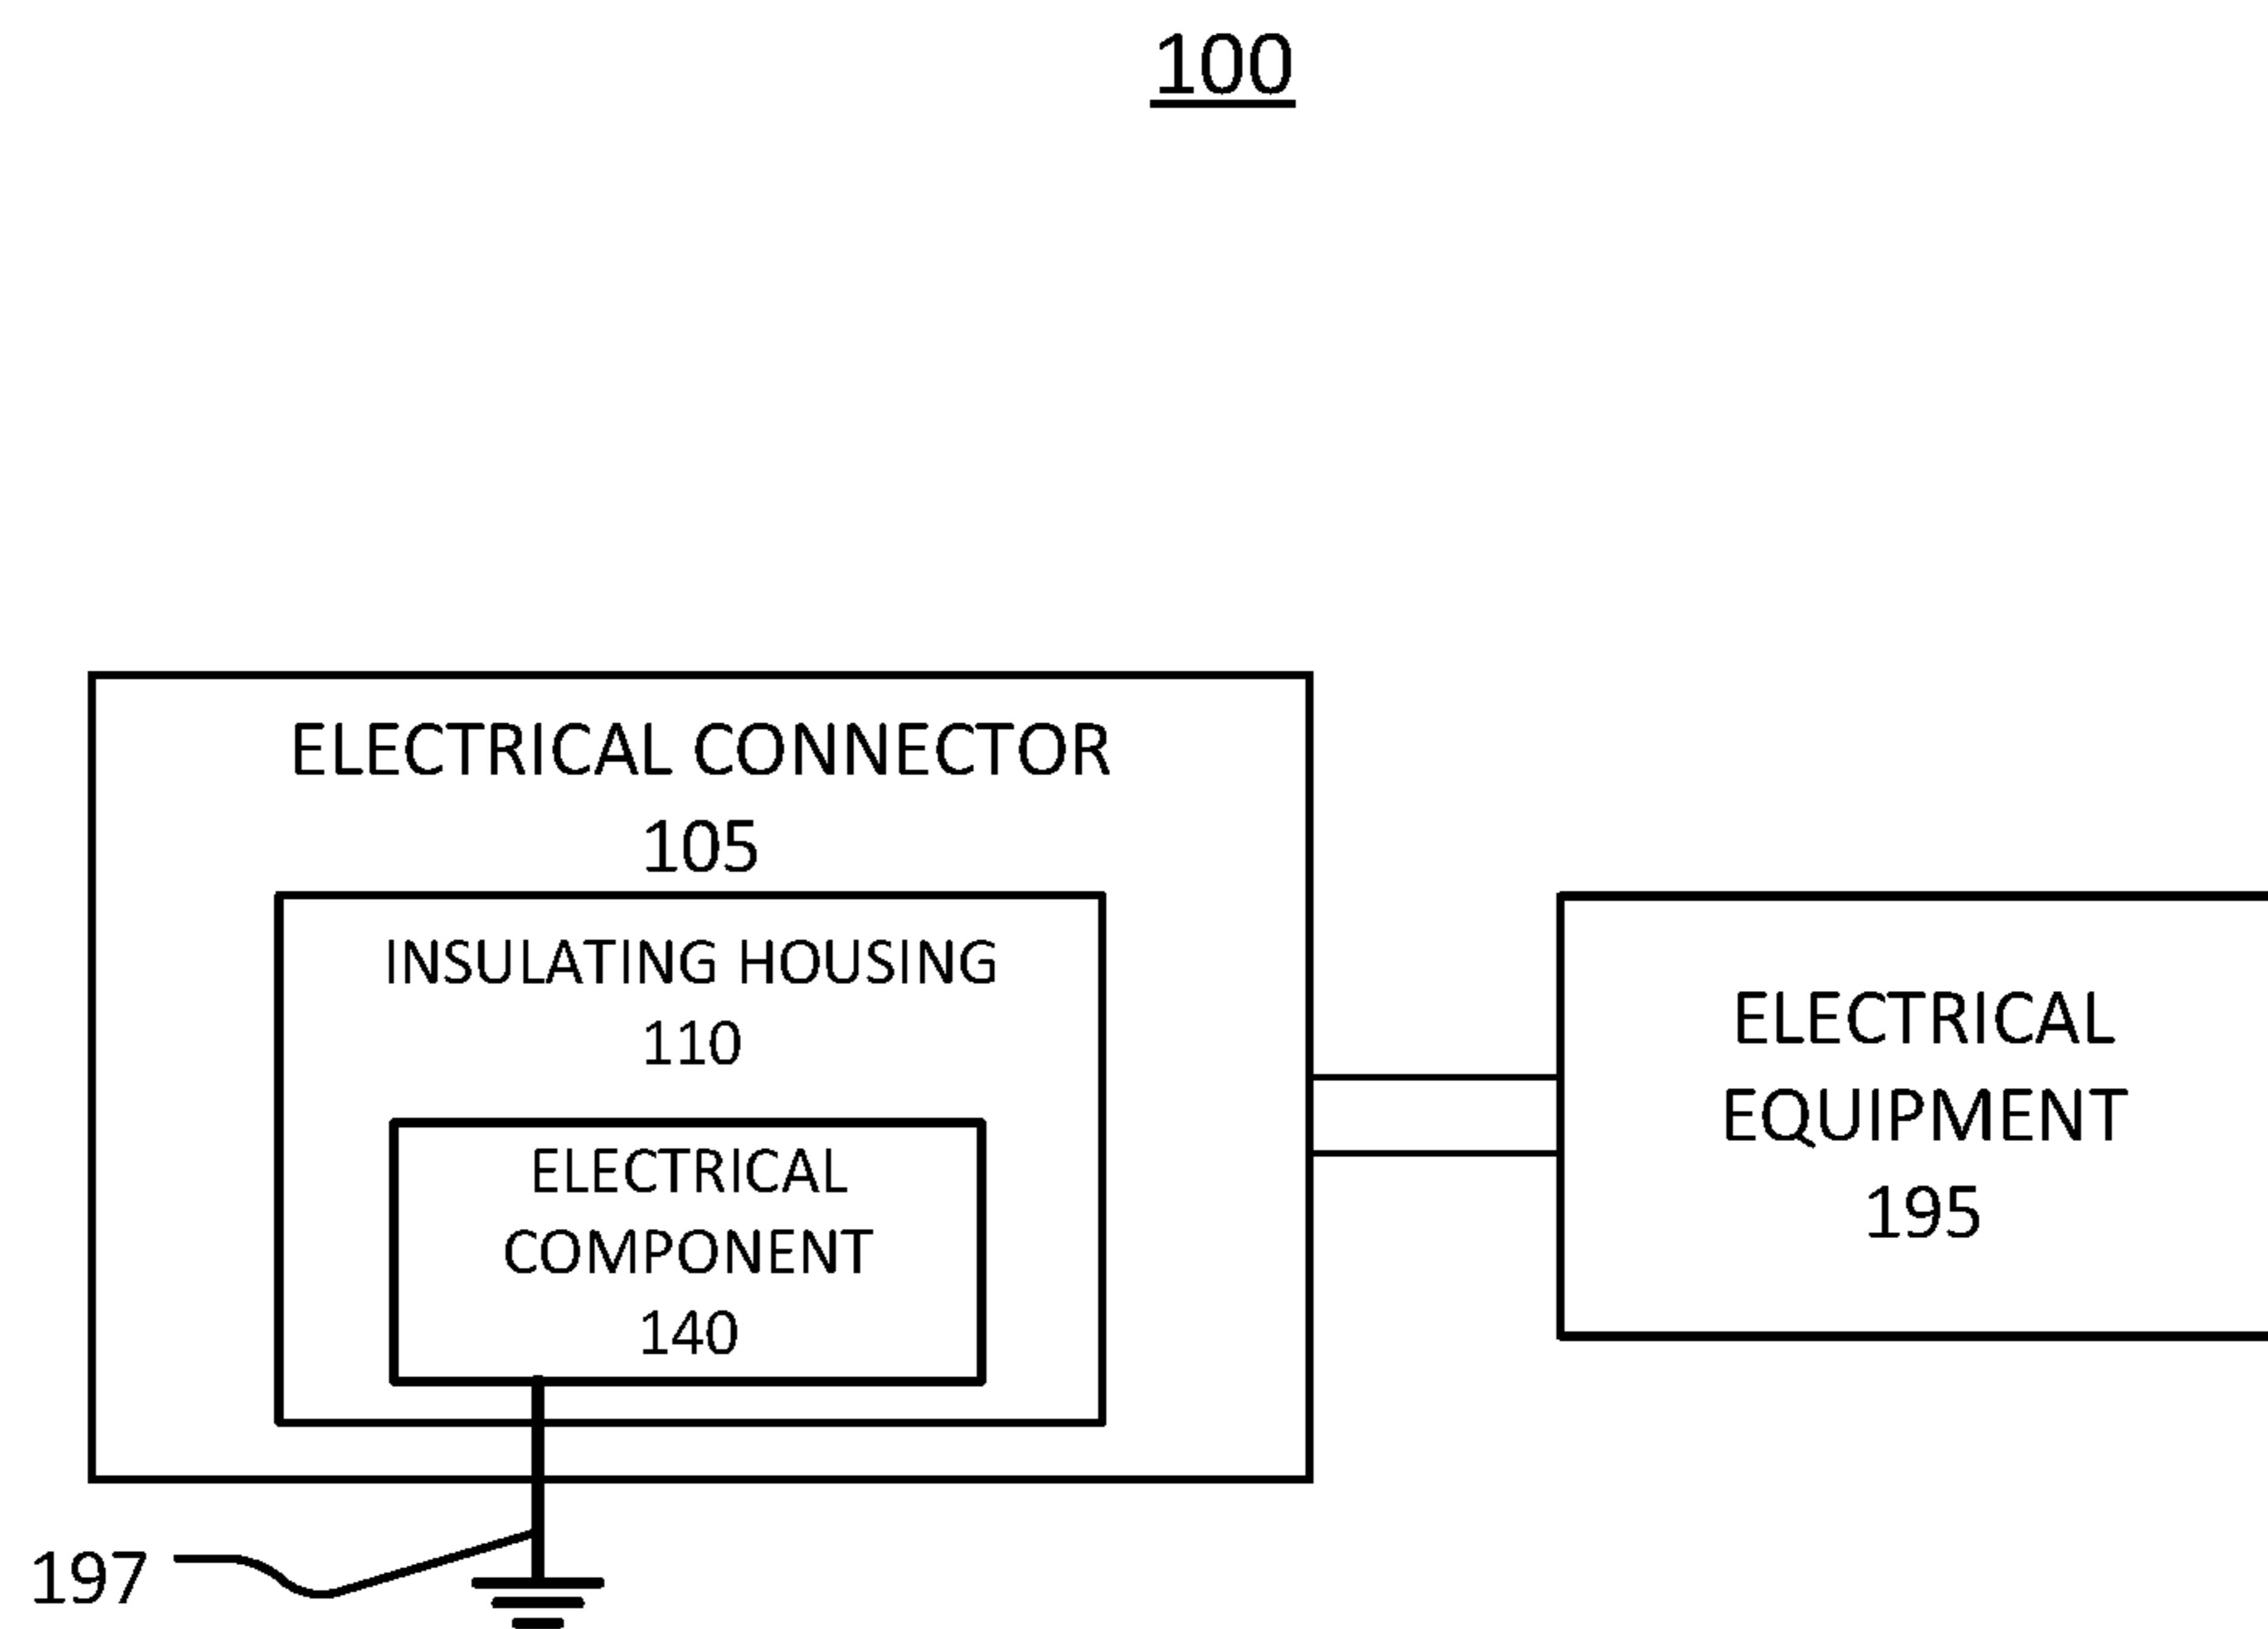 100
ELECTRICAL CONNECTOR
105
INSULATING HOUSING
110
ELECTRICAL
COMPONENT
140
ELECTRICAL
EQUIPMENT
195
197